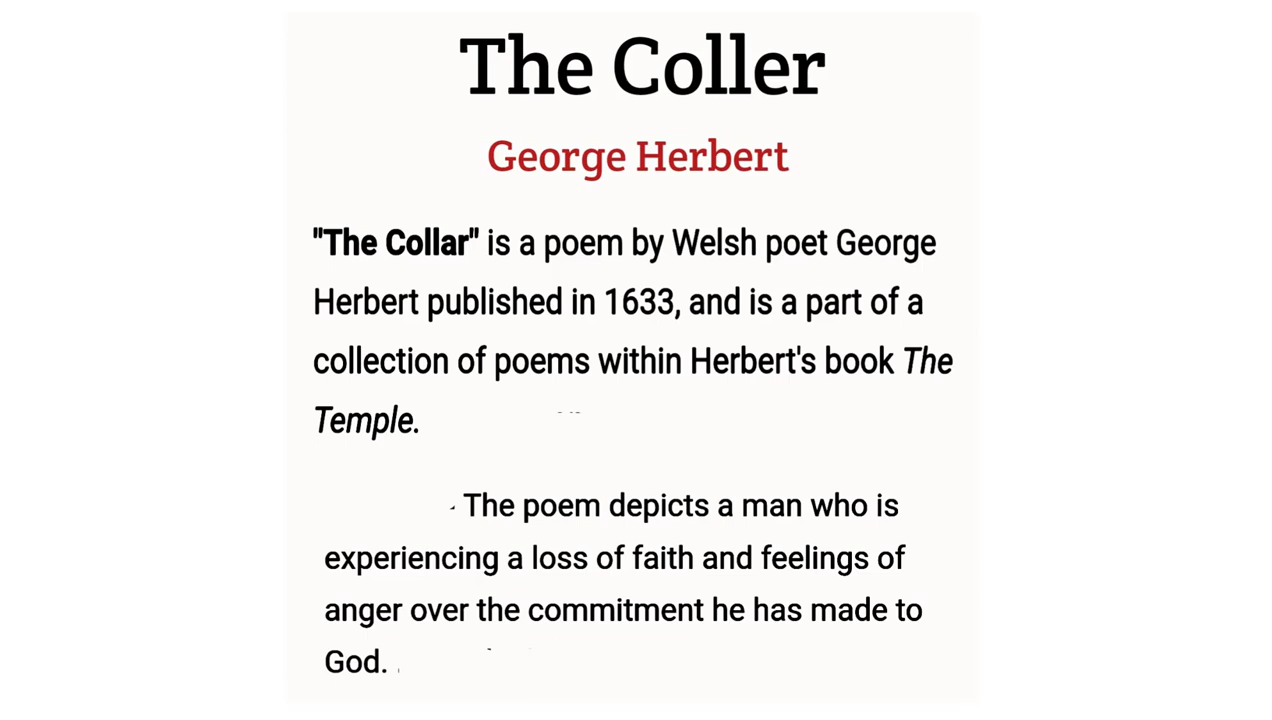 The Coller
George Herbert
"The Collar" is a poem by Welsh poet George
Herbert published in 1633, and is a part of a
collection of poems within Herbert's book The
Temple.
The poem depicts a man who is
experiencing a loss of faith and feelings of
anger over the commitment he has made to
God.